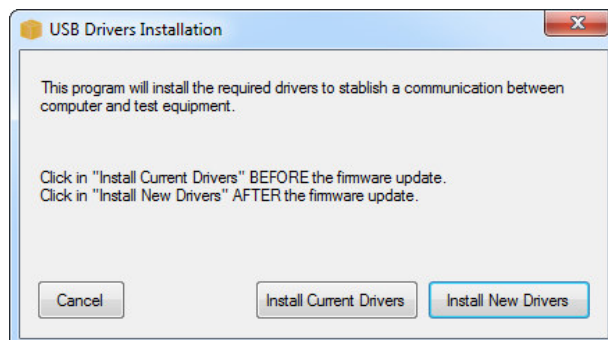 USB Drivers Installation
This program will install the required drivers to stablish a communication between
computer and test equipment.
Click in "Install Current Drivers" BEFORE the firmware update.
Click in "Install New Drivers" AFTER the firmware update.
Cancel
Install Current Drivers
Install New Drivers